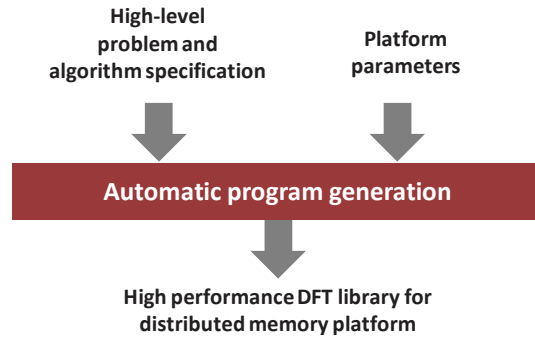 High-level
problem and
algorithm specification
Platform
parameters
Automatic program generation
High performance DFT library for
distributed memory platform